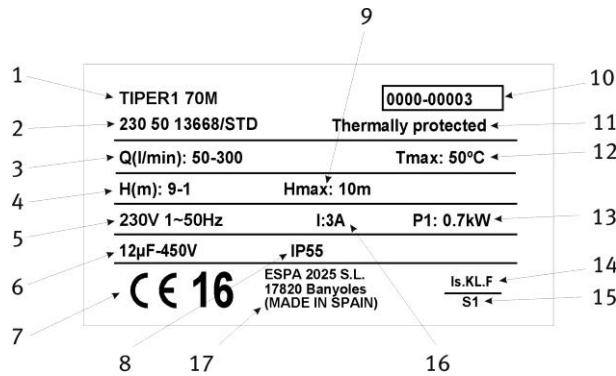 9
1 TIPER1 70M 0000-00003 10
2 230 50 13668/STD Thermally protected 11
3 Q(l/min): 50-300 Tmax: 50ºC 12
4 H(m): 9-1 Hmax: 10m
5 230V 1~50Hz I:3A P1: 0.7kW 13
6 12µF-450V IP55
7 CE 16 ESPA 2025 S.L. Is.KL.F 14
17820 Banyoles S1 15
(MADE IN SPAIN)
8 17 16